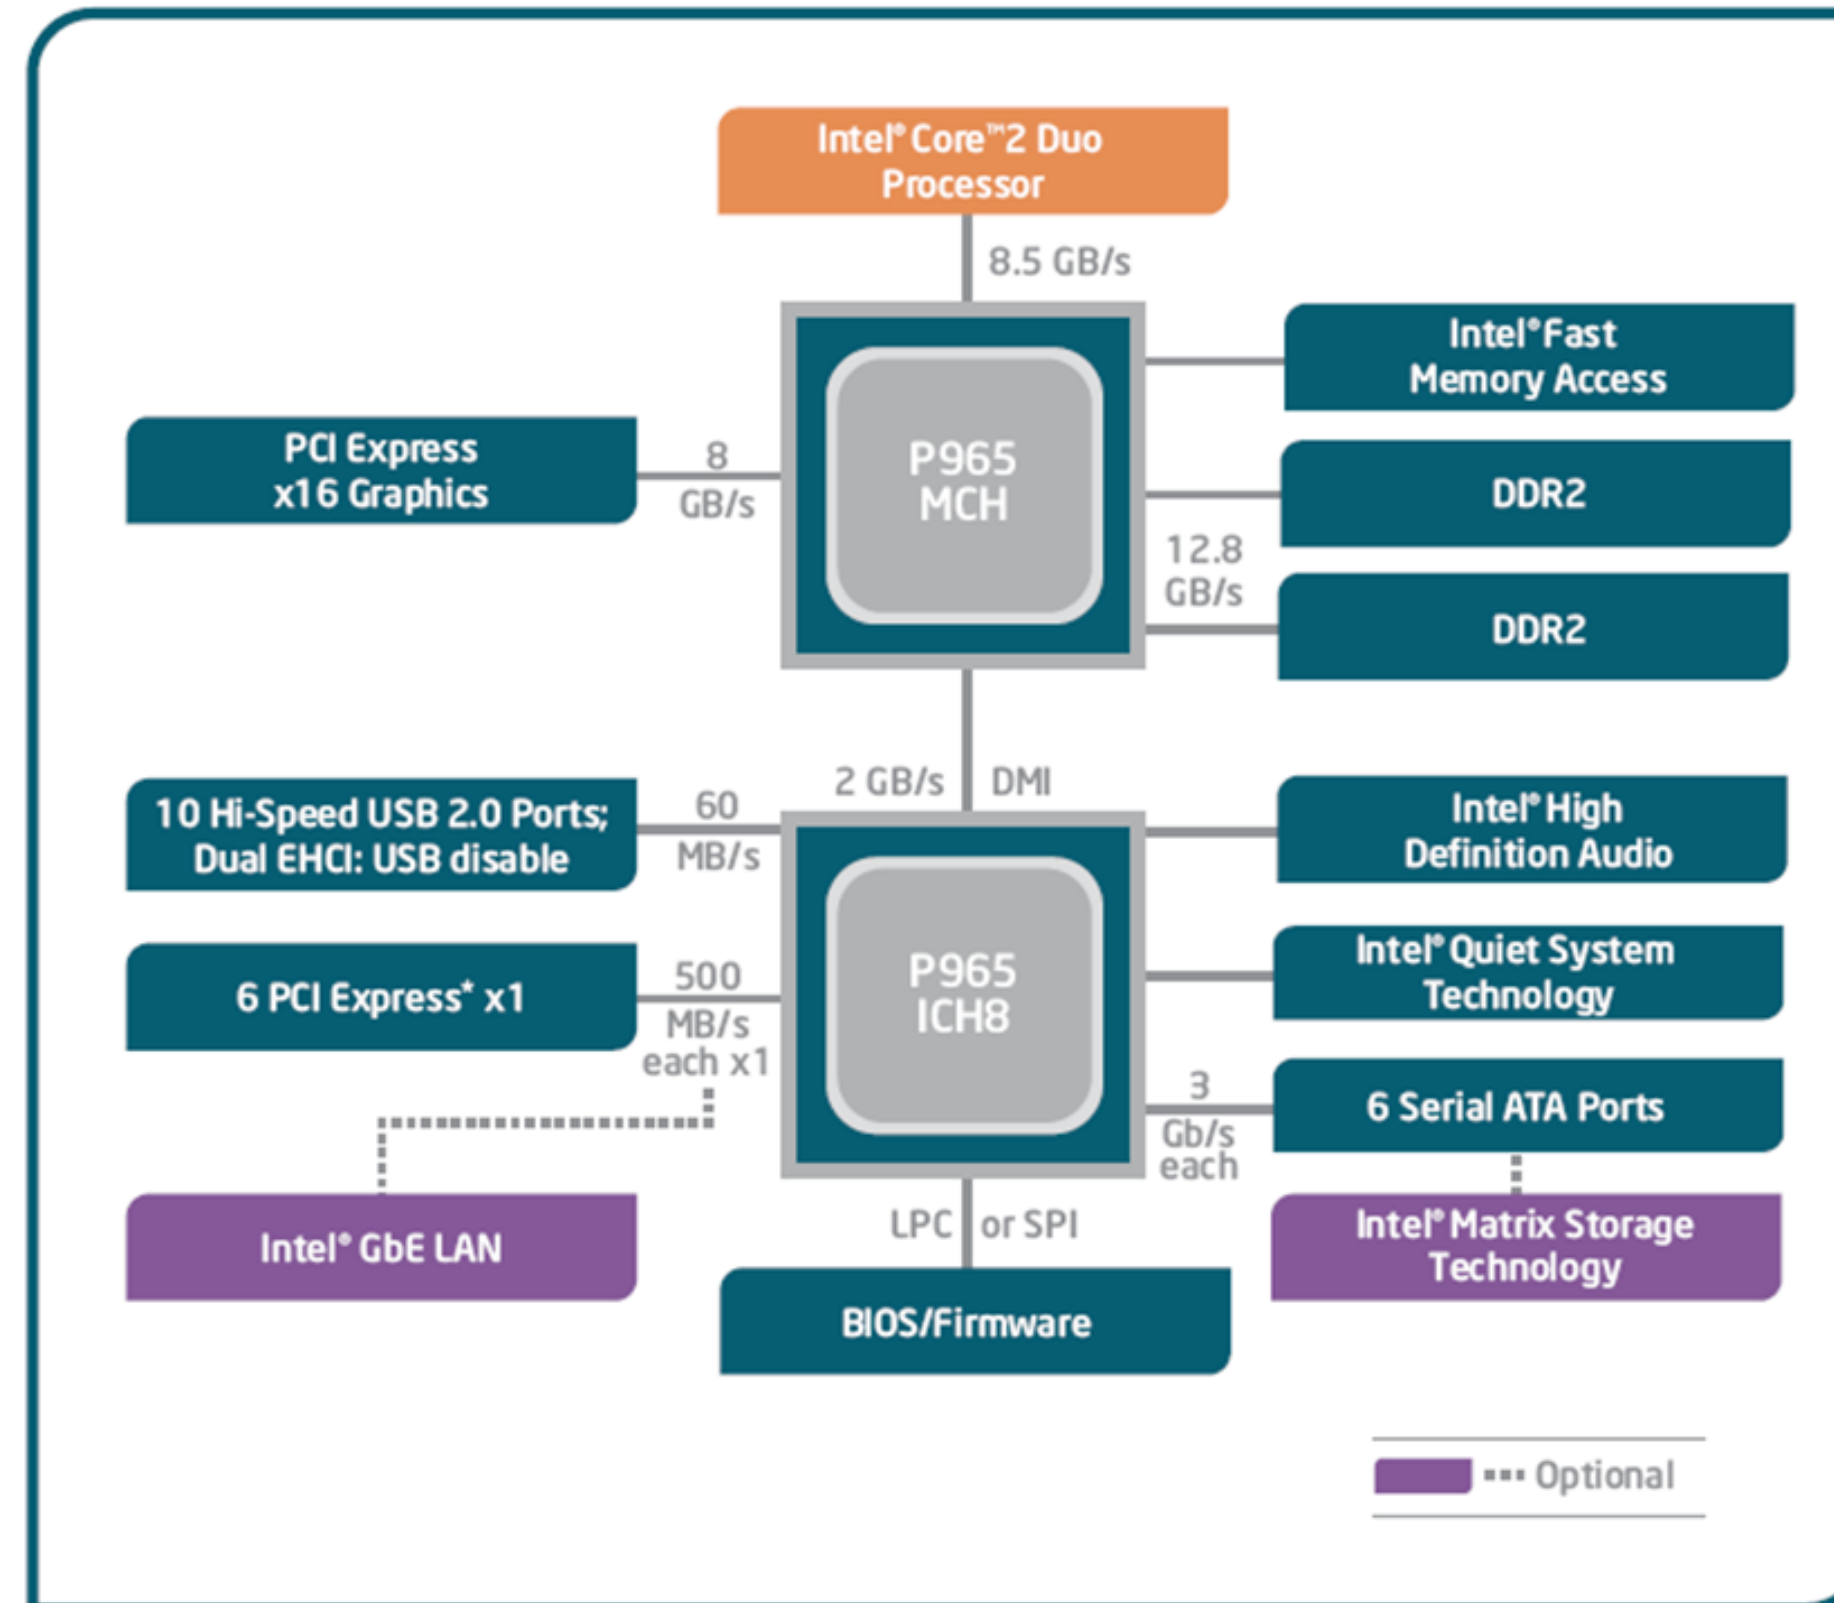 Intel® Core™2 Duo
Processor
8.5 GB/s
Intel® Fast
Memory Access
PCI Express
x16 Graphics
8
GB/s
P965
MCH
DDR2
12.8
GB/s
DDR2
2 GB/s DMI
10 Hi-Speed USB 2.0 Ports;
Dual EHCI: USB disable
60
MB/s
Intel® High
Definition Audio
6 PCI Express* x1
500
MB/s
each x1
P965
ICH8
Intel® Quiet System
Technology
3
Gb/s
each
6 Serial ATA Ports
Intel® GbE LAN
LPC or SPI
Intel® Matrix Storage
Technology
BIOS/Firmware
Optional